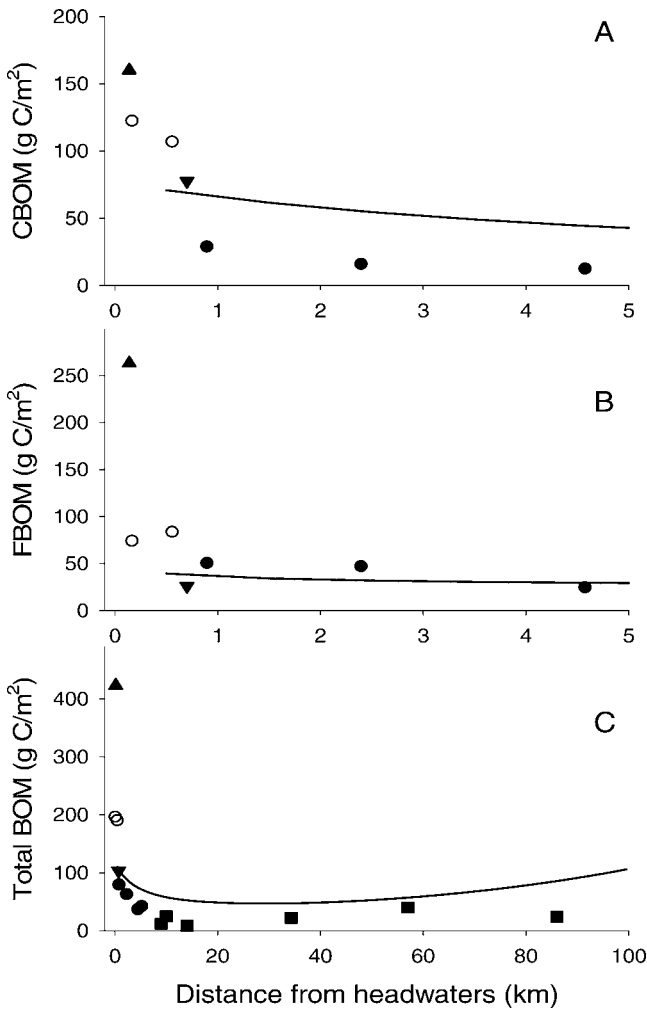 200
A
150
100
50
0
CBOM (g C/m²)
0 1 2 3 4 5
B
250
200
150
100
50
0
FBOM (g C/m²)
0 1 2 3 4 5
400
C
300
200
100
0
Total BOM (g C/m²)
0 20 40 60 80 100
Distance from headwaters (km)